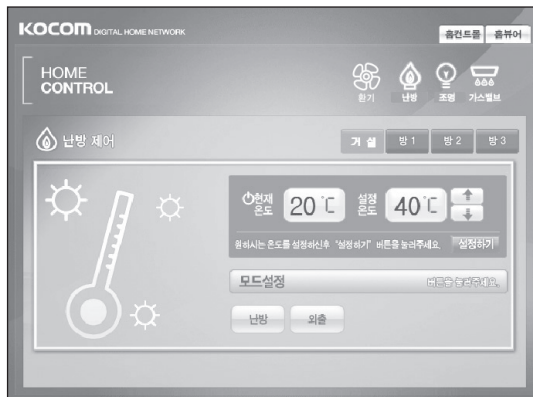 KOCOM DIGITAL HOME NETWORK
홈컨트롤 홈뷰어
HOME
CONTROL
환기 난방 조명 가스밸브
난방 제어
거실 방 1 방 2 방 3
현재 온도 20℃ 설정 온도 40℃
원하시는 온도를 설정하신후 "설정하기" 버튼을 눌러주세요. 설정하기
모드설정 버튼을 눌러주세요.
난방 외출